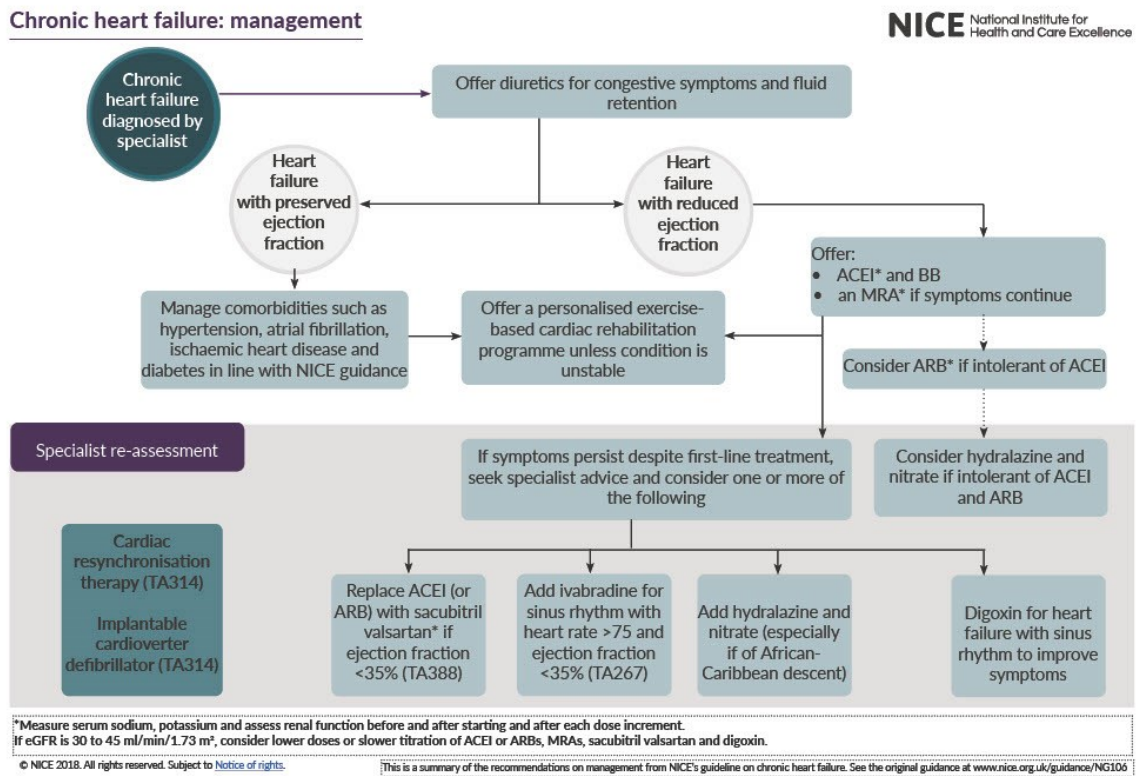 Chronic heart failure: management
NICE National Institute for
Health and Care Excellence
Chronic
heart failure
diagnosed by
specialist
Offer diuretics for congestive symptoms and fluid
retention
Heart
failure
with preserved
ejection
fraction
Heart
failure
with reduced
ejection
fraction
Offer:
• ACEI* and BB
• an MRA* if symptoms continue
Manage comorbidities such as
hypertension, atrial fibrillation,
ischaemic heart disease and
diabetes in line with NICE guidance
Offer a personalised exercise-
based cardiac rehabilitation
programme unless condition is
unstable
Consider ARB* if intolerant of ACEI
Specialist re-assessment
If symptoms persist despite first-line treatment,
seek specialist advice and consider one or more of
the following
Consider hydralazine and
nitrate if intolerant of ACEI
and ARB
Cardiac
resynchronisation
therapy (TA314)
Implantable
cardioverter
defibrillator (TA314)
Replace ACEI (or
ARB) with sacubitril
valsartan* if
ejection fraction
<35% (TA388)
Add ivabradine for
sinus rhythm with
heart rate >75 and
ejection fraction
<35% (TA267)
Add hydralazine and
nitrate (especially
if of African-
Caribbean descent)
Digoxin for heart
failure with sinus
rhythm to improve
symptoms
*Measure serum sodium, potassium and assess renal function before and after starting and after each dose increment.
If eGFR is 30 to 45 ml/min/1.73 m², consider lower doses or slower titration of ACEI or ARBs, MRAs, sacubitril valsartan and digoxin.
© NICE 2018. All rights reserved. Subject to Notice of rights.
This is a summary of the recommendations on management from NICE's guideline on chronic heart failure. See the original guidance at www.nice.org.uk/guidance/NG106